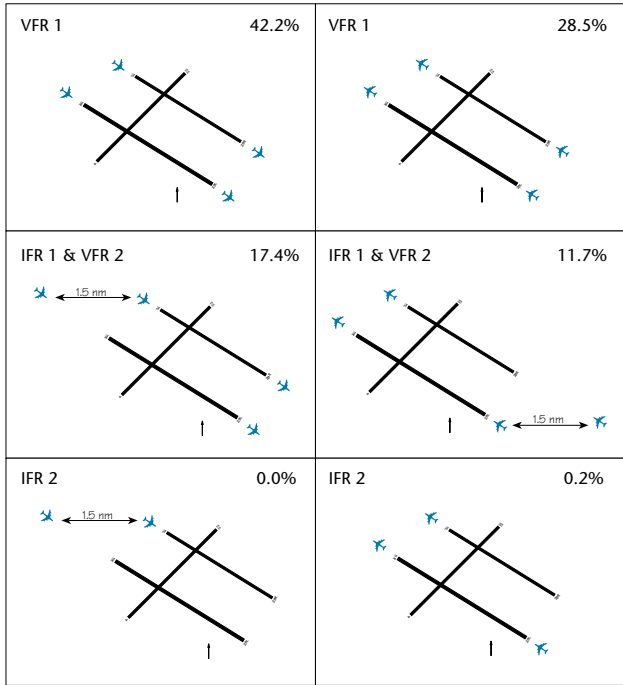 VFR 1 42.2%
VFR 1 28.5%
IFR 1 & VFR 2 17.4%
1.5 nm
IFR 1 & VFR 2 11.7%
1.5 nm
IFR 2 0.0%
1.5 nm
IFR 2 0.2%